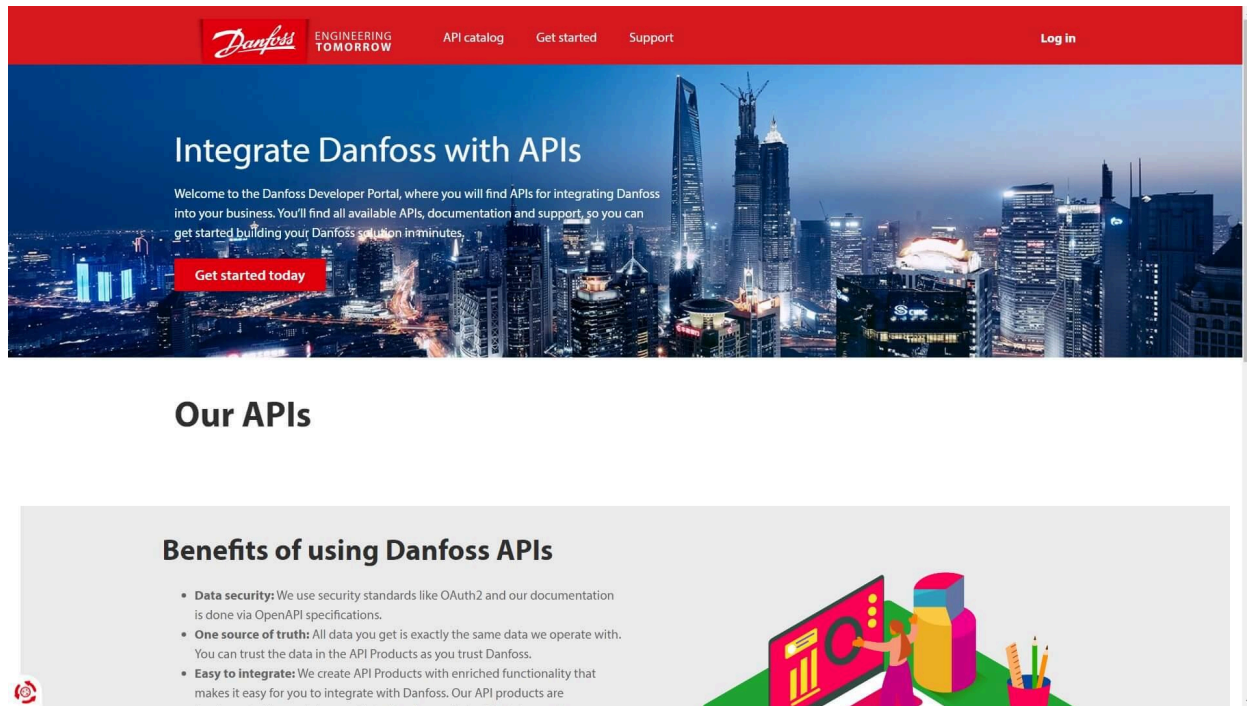 Danfoss
ENGINEERING
TOMORROW
API catalog
Get started
Support
Log in
Integrate Danfoss with APIs
Welcome to the Danfoss Developer Portal, where you will find APIs for integrating Danfoss
into your business. You'll find all available APIs, documentation and support, so you can
get started building your Danfoss solution in minutes.
Get started today
Our APIs
Benefits of using Danfoss APIs
• Data security: We use security standards like OAuth2 and our documentation
is done via OpenAPI specifications.
• One source of truth: All data you get is exactly the same data we operate with.
You can trust the data in the API Products as you trust Danfoss.
• Easy to integrate: We create API Products with enriched functionality that
makes it easy for you to integrate with Danfoss. Our API products are